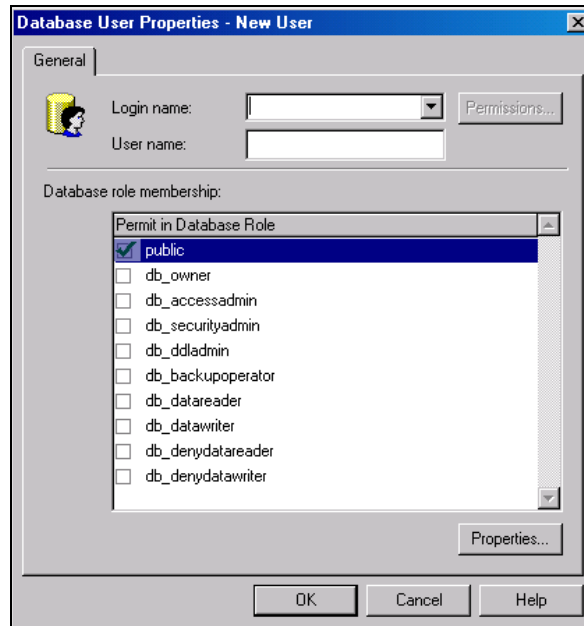 Database User Properties - New User
General
Login name:
Permissions...
User name:
Database role membership:
Permit in Database Role
public
db_owner
db_accessadmin
db_securityadmin
db_ddladmin
db_backupoperator
db_datareader
db_datawriter
db_denydatareader
db_denydatawriter
Properties...
OK
Cancel
Help